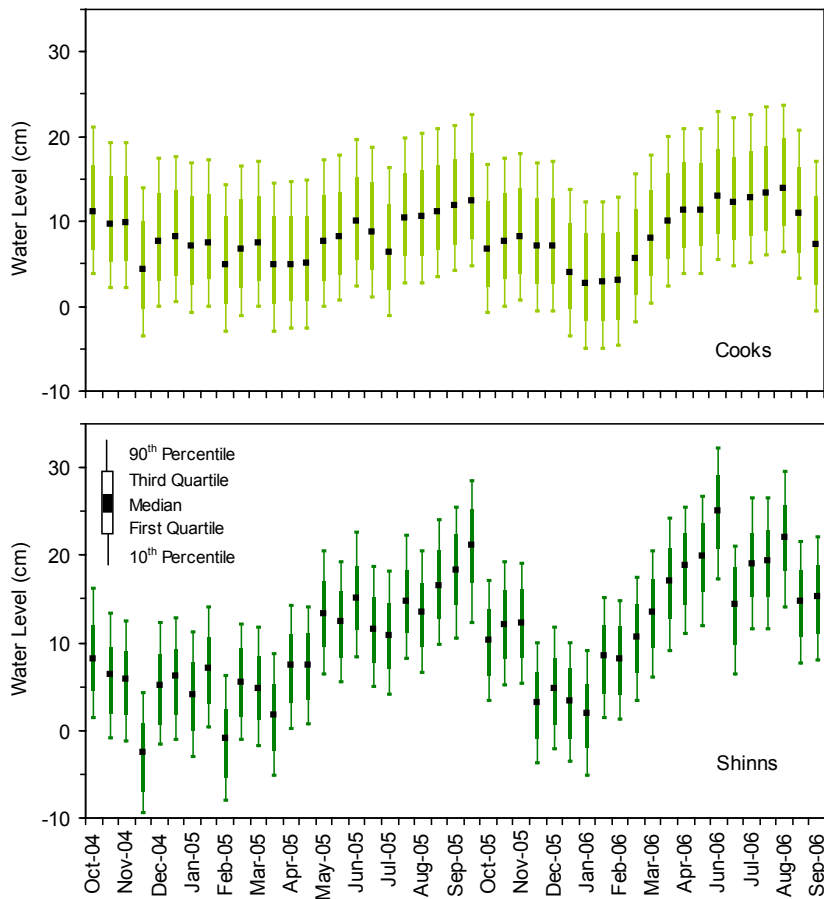 30
20
10
0
-10
Water Level (cm)
Cooks
30
20
10
0
-10
Water Level (cm)
90th Percentile
Third Quartile
Median
First Quartile
10th Percentile
Shinns
Oct-04
Nov-04
Dec-04
Jan-05
Feb-05
Mar-05
Apr-05
May-05
Jun-05
Jul-05
Aug-05
Sep-05
Oct-05
Nov-05
Dec-05
Jan-06
Feb-06
Mar-06
Apr-06
Jun-06
Jul-06
Aug-06
Sep-06